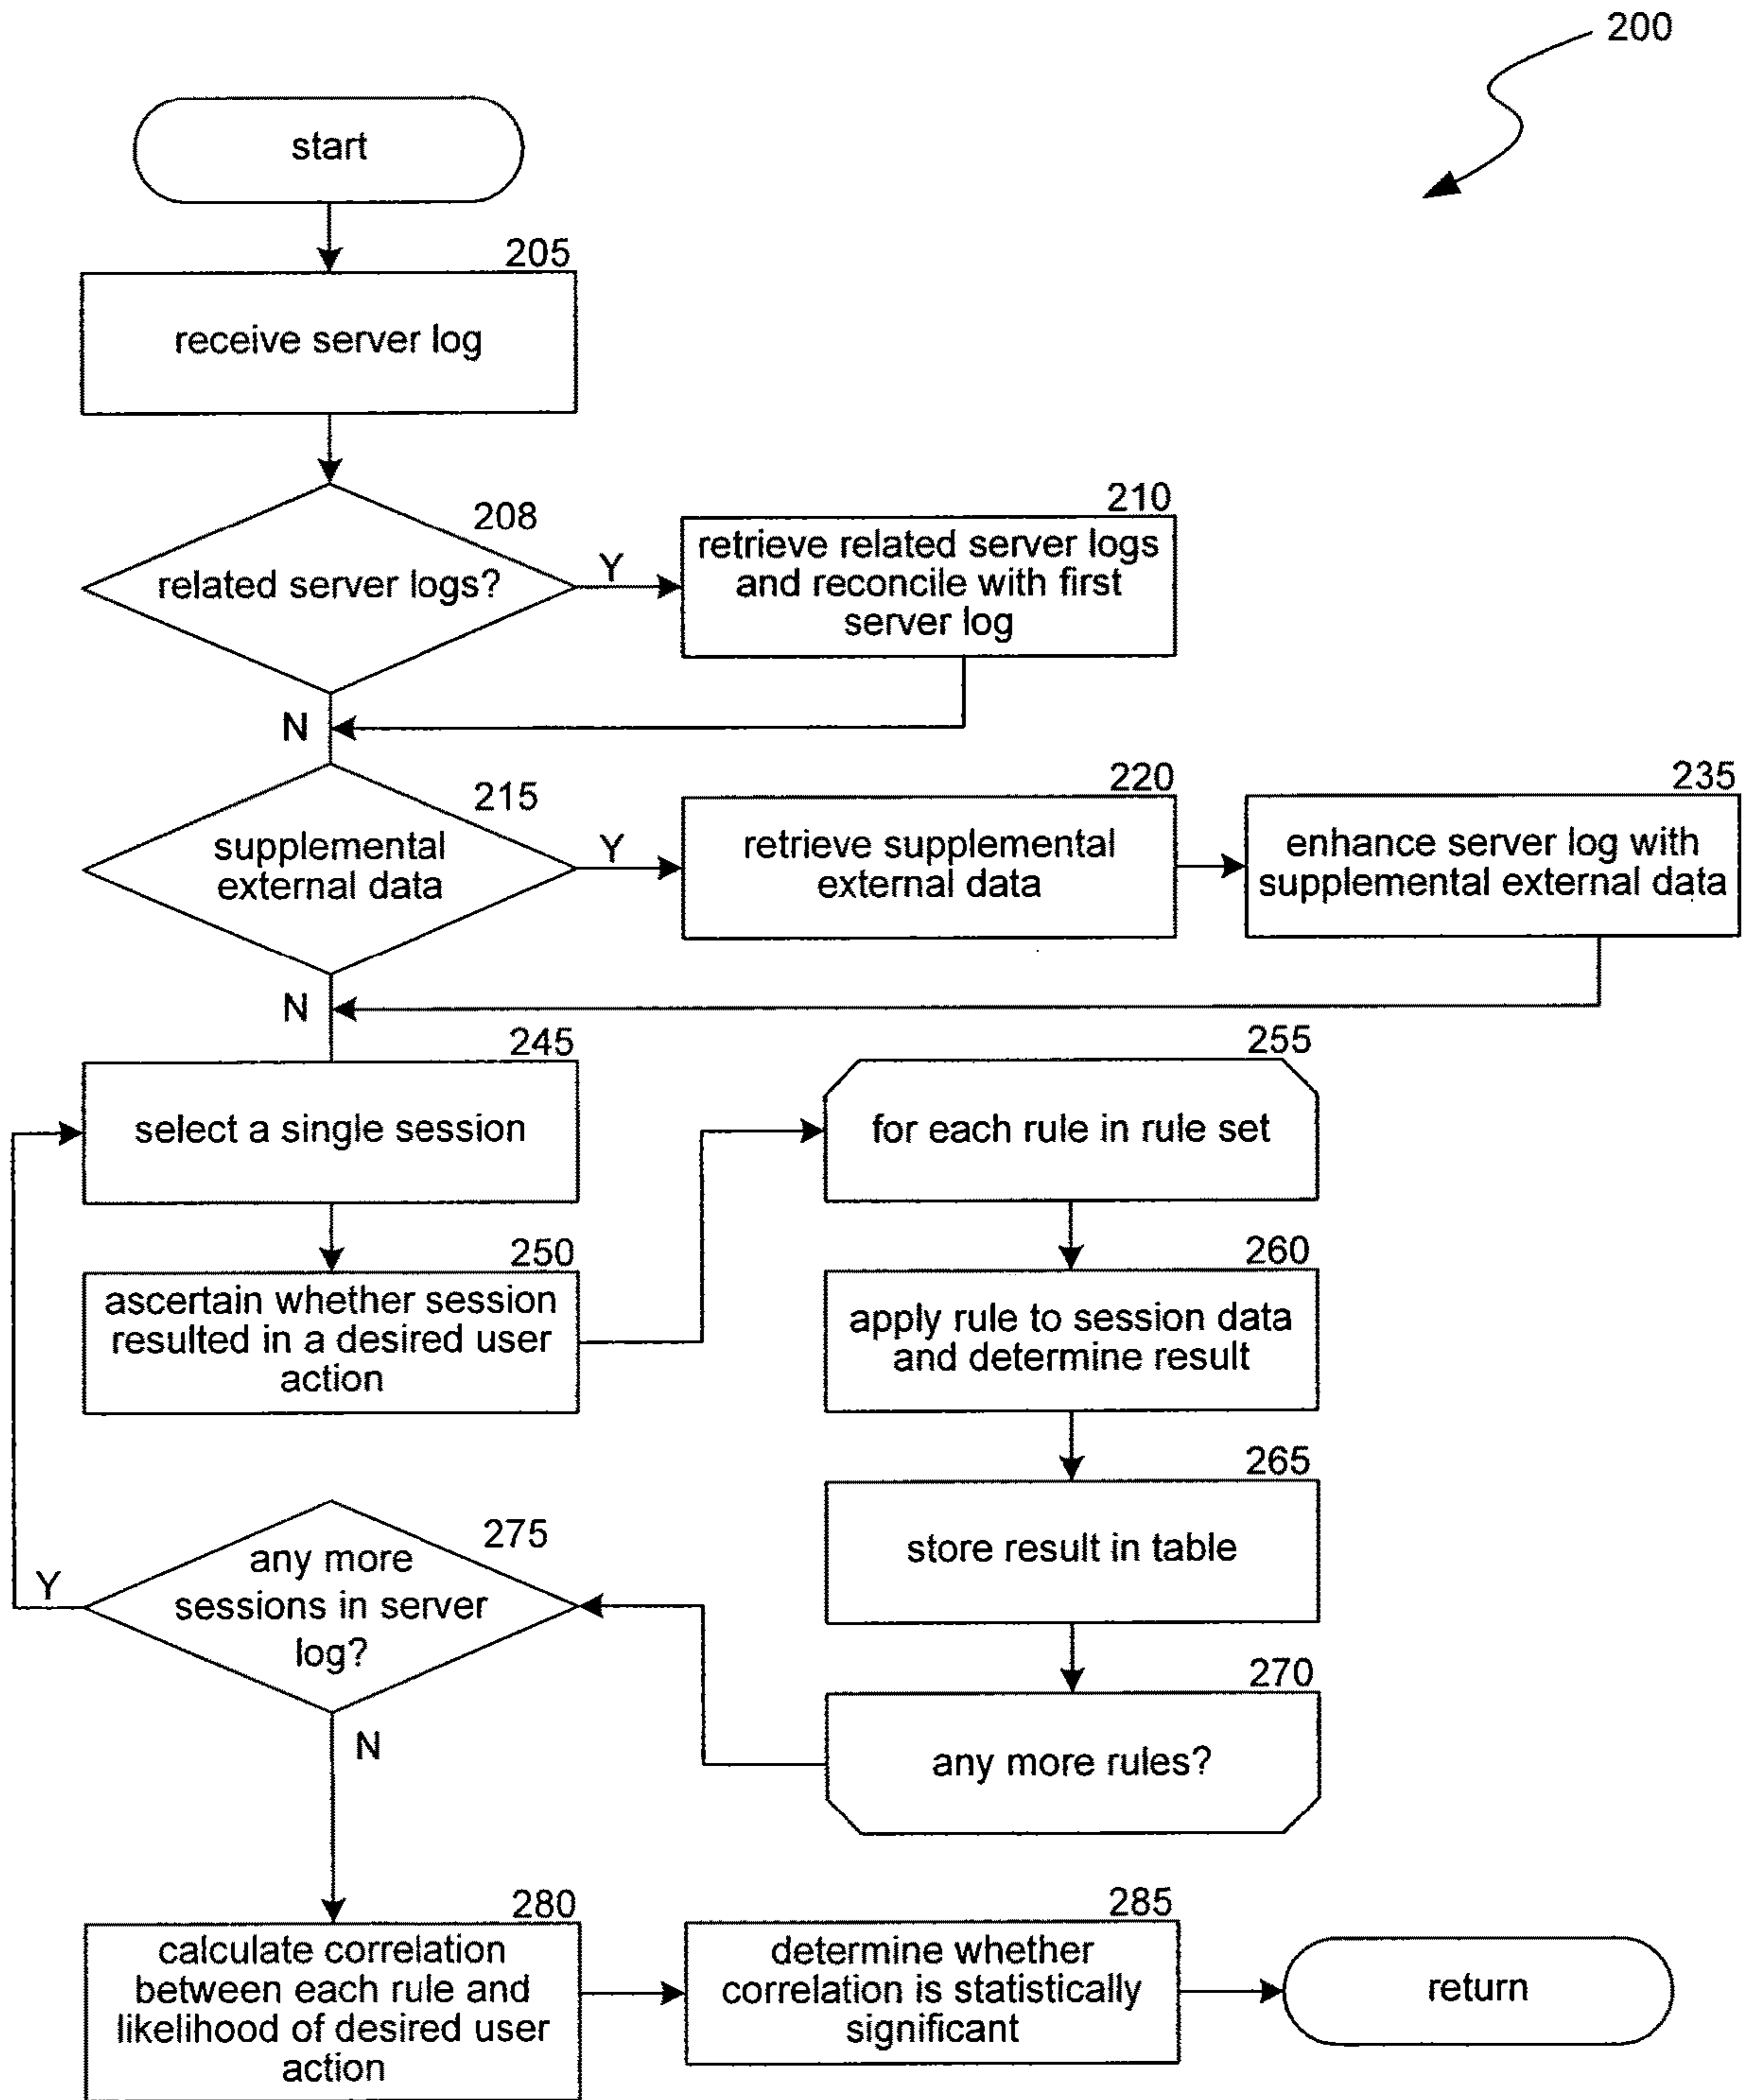 200
start
205
receive server log
208
related server logs?
Y
210
retrieve related server logs
and reconcile with first
server log
N
215
supplemental
external data
Y
220
retrieve supplemental
external data
235
enhance server log with
supplemental external data
N
245
select a single session
250
ascertain whether session
resulted in a desired user
action
255
for each rule in rule set
260
apply rule to session data
and determine result
265
store result in table
270
any more rules?
275
any more
sessions in server
log?
Y
N
280
calculate correlation
between each rule and
likelihood of desired user
action
285
determine whether
correlation is statistically
significant
return